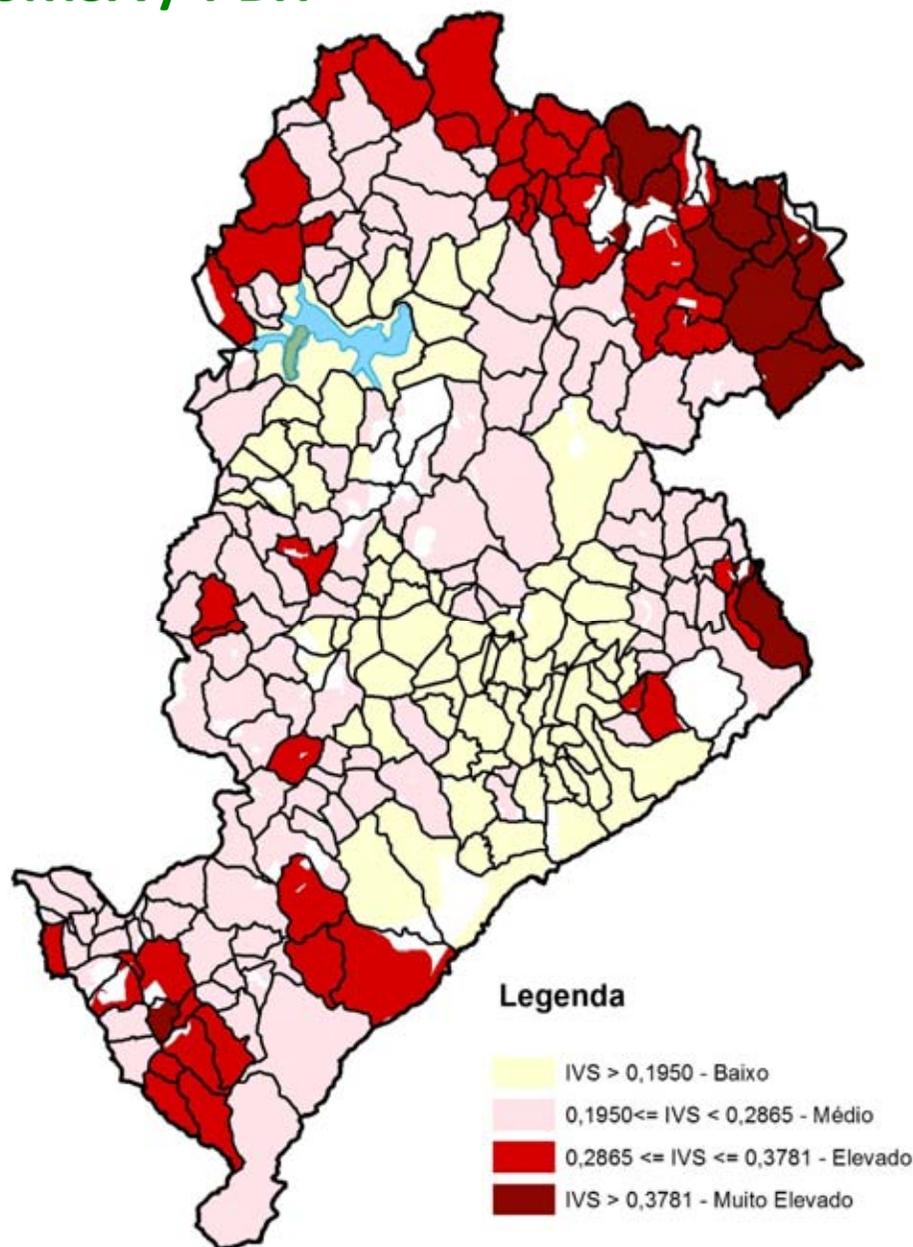 PBH
Legenda
IVS > 0,1950 - Baixo
0,1950<= IVS < 0,2865 - Médio
0,2865 <= IVS <= 0,3781 - Elevado
IVS > 0,3781 - Muito Elevado